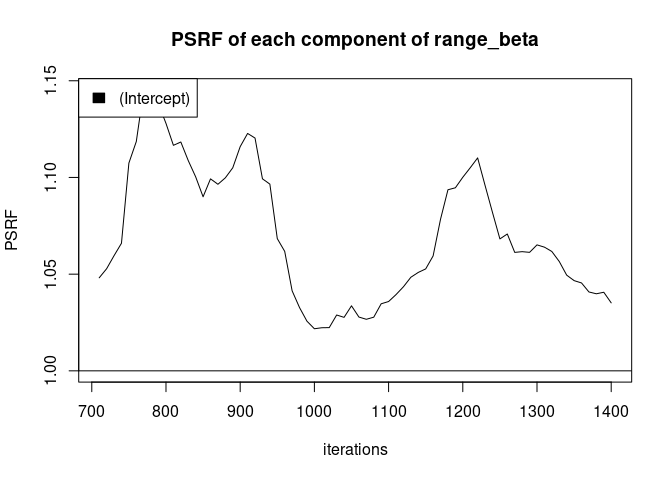 PSRF of each component of range_beta
(Intercept)
PSRF
1.15
1.10
1.05
1.00
700 800 900 1000 1100 1200 1300 1400
iterations